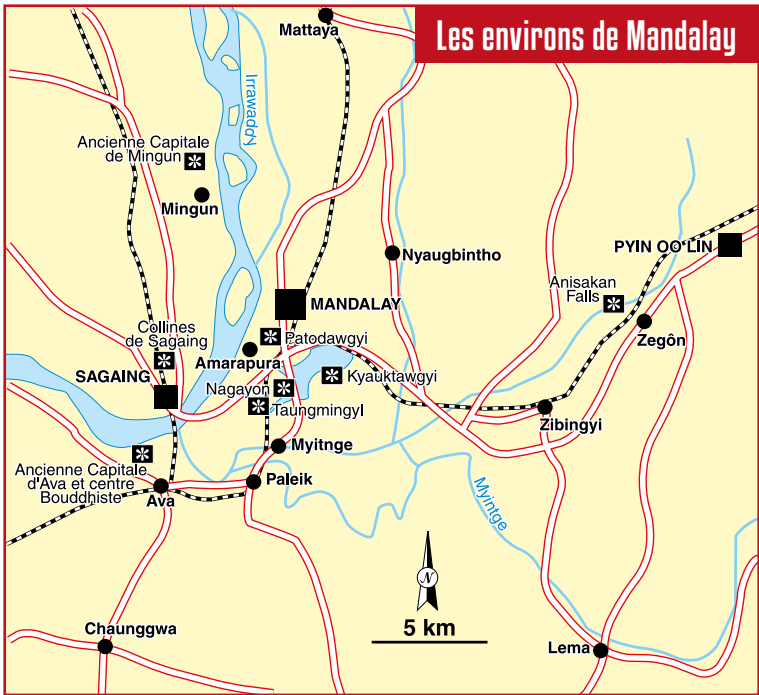 Les environs de Mandalay
Mattaya
Irrawaddy
Ancienne Capitale
de Mingun
Mingun
Nyaugbintho
PYIN OO LIN
Anisakan
Falls
MANDALAY
Zegôn
Collines
de Sagaing
Patodawgyi
Amarapura
SAGAING
Nagayon
Kyauktawgyi
Taungmingyl
Zibingyi
Myitnge
Ancienne Capitale
d'Ava et centre
Bouddhiste
Ava
Paleik
Myintge
N
5 km
Chaunggwa
Lema